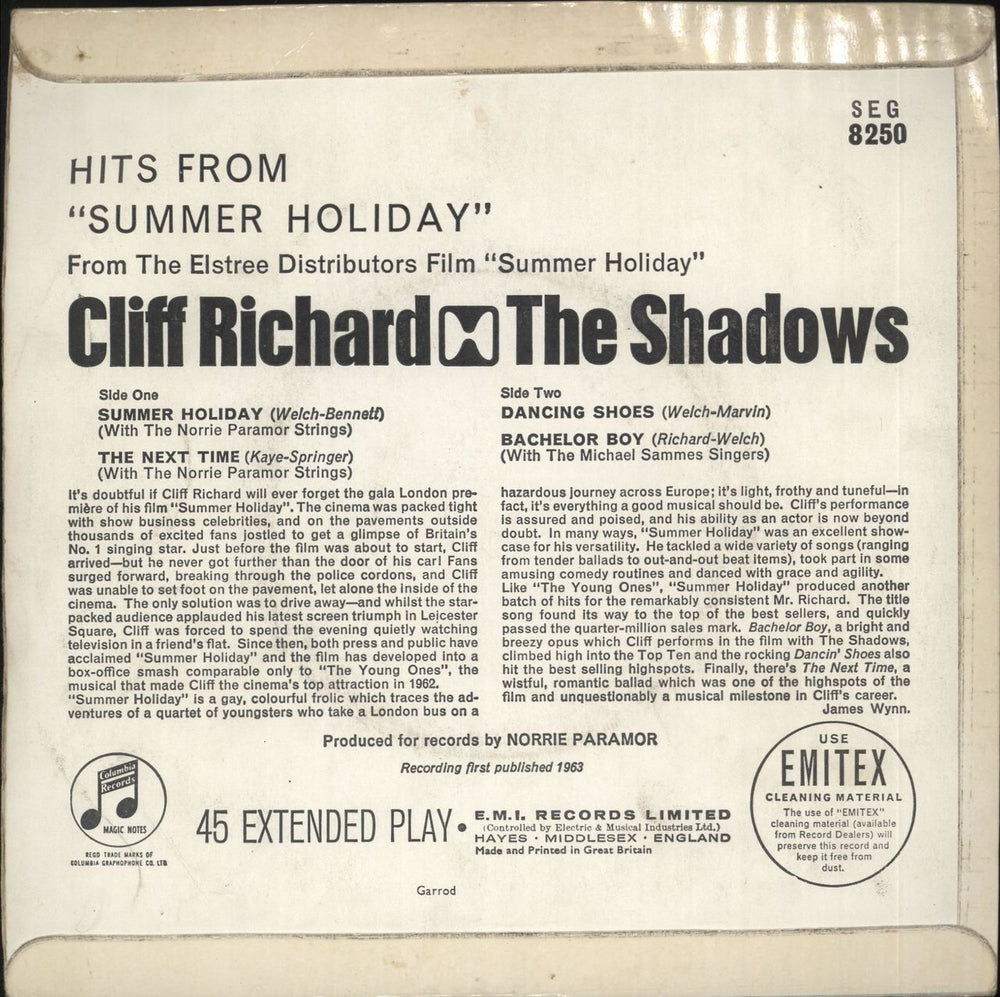 SEG
8250
HITS FROM
“SUMMER HOLIDAY”
From The Elstree Distributors Film “Summer Holiday”
Cliff Richard The Shadows
Side One
SUMMER HOLIDAY (Welch-Bennett)
(With The Norrie Paramor Strings)
THE NEXT TIME (Kaye-Springer)
(With The Norrie Paramor Strings)
Side Two
DANCING SHOES (Welch-Marvin)
BACHELOR BOY (Richard-Welch)
(With The Michael Sammes Singers)
It's doubtful if Cliff Richard will ever forget the gala London pre-
mière of his film “Summer Holiday”. The cinema was packed tight
with show business celebrities, and on the pavements outside
thousands of excited fans jostled to get a glimpse of Britain's
No. 1 singing star. Just before the film was about to start, Cliff
arrived—but he never got further than the door of his car! Fans
surged forward, breaking through the police cordons, and Cliff
was unable to set foot on the pavement, let alone the inside of the
cinema. The only solution was to drive away—and whilst the star-
packed audience applauded his latest screen triumph in Leicester
Square, Cliff was forced to spend the evening quietly watching
television in a friend's flat. Since then, both press and public have
acclaimed “Summer Holiday” and the film has developed into a
box-office smash comparable only to “The Young Ones”, the
musical that made Cliff the cinema's top attraction in 1962.
“Summer Holiday” is a gay, colourful frolic which traces the ad-
ventures of a quartet of youngsters who take a London bus on a
hazardous journey across Europe; it's light, frothy and tuneful—in
fact, it's everything a good musical should be. Cliff's performance
is assured and poised, and his ability as an actor is now beyond
doubt. In many ways, “Summer Holiday” was an excellent show-
case for his versatility. He tackled a wide variety of songs (ranging
from tender ballads to out-and-out beat items), took part in some
amusing comedy routines and danced with grace and agility.
Like “The Young Ones”, “Summer Holiday” produced another
batch of hits for the remarkably consistent Mr. Richard. The title
song found its way to the top of the best sellers, and quickly
passed the quarter-million sales mark. Bachelor Boy, a bright and
breezy opus which Cliff performs in the film with The Shadows,
climbed high into the Top Ten and the rocking Dancin' Shoes also
hit the best selling highspots. Finally, there's The Next Time, a
wistful, romantic ballad which was one of the highspots of the
film and unquestionably a musical milestone in Cliff's career.
James Wynn.
Produced for records by NORRIE PARAMOR
Recording first published 1963
Columbia
Records
MAGIC NOTES
REGD TRADE MARKS OF
COLUMBIA GRAPHOPHONE CO. LTD
45 EXTENDED PLAY •
E.M.I. RECORDS LIMITED
(Controlled by Electric & Musical Industries Ltd.)
HAYES · MIDDLESEX · ENGLAND
Made and Printed in Great Britain
USE
EMITEX
CLEANING MATERIAL
The use of “EMITEX”
cleaning material (available
from Record Dealers) will
preserve this record and
keep it free from
dust.
Garrod